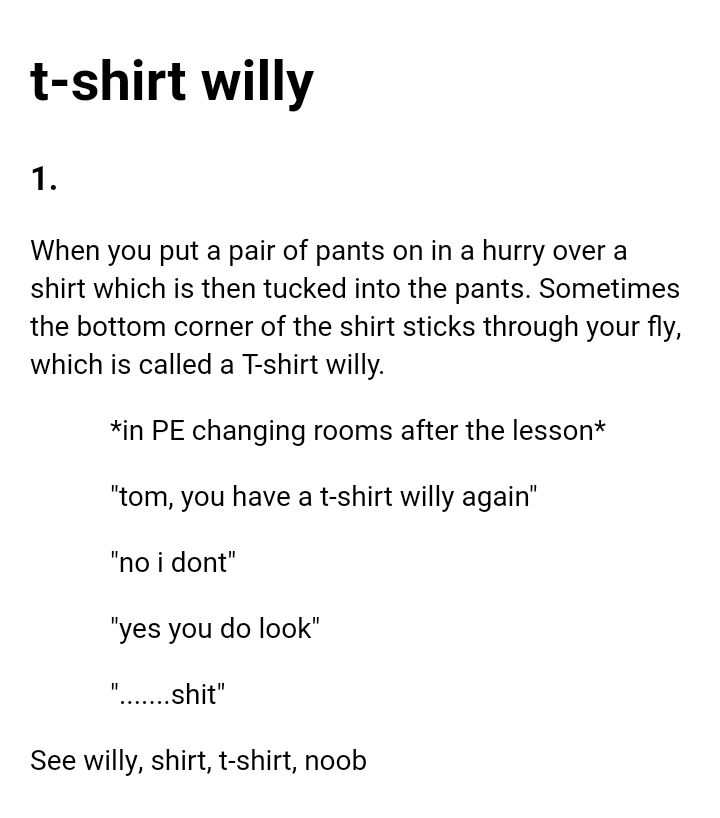 t-shirt willy
1.
When you put a pair of pants on in a hurry over a
shirt which is then tucked into the pants. Sometimes
the bottom corner of the shirt sticks through your fly,
which is called a T-shirt willy.
*in PE changing rooms after the lesson*
"tom, you have a t-shirt willy again"
"no i dont"
"yes you do look"
".......shit"
See willy, shirt, t-shirt, noob